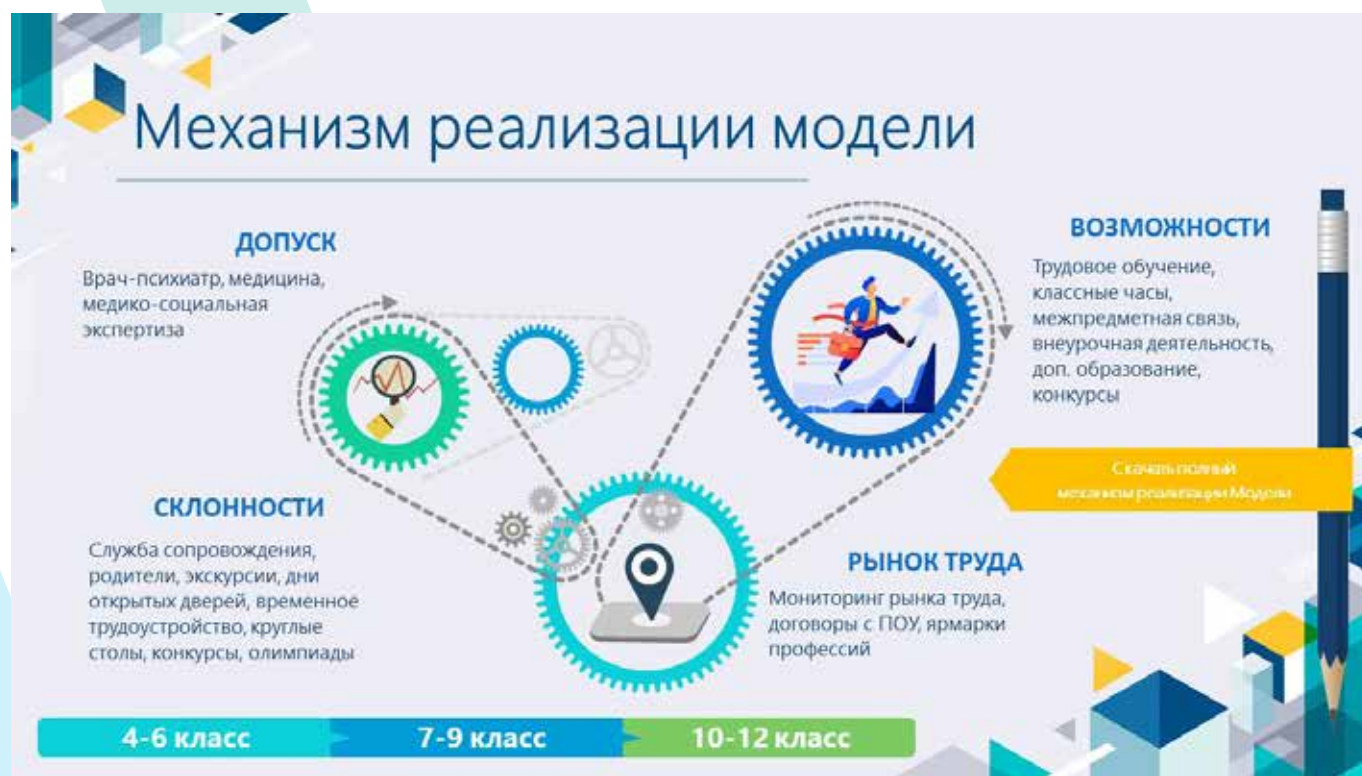 Механизм реализации модели
ДОПУСК
Врач-психиатр, медицина,
медико-социальная
экспертиза
СКЛОННОСТИ
Служба сопровождения,
родители, экскурсии, дни
открытых дверей, временное
трудоустройство, круглые
столы, конкурсы, олимпиады
ВОЗМОЖНОСТИ
Трудовое обучение,
классные часы,
межпредметная связь,
внеурочная деятельность,
доп. образование,
конкурсы
Скачать полный
механизм реализации Модели
РЫНОК ТРУДА
Мониторинг рынка труда,
договоры с ПОУ, ярмарки
профессий
4-6 класс
7-9 класс
10-12 класс